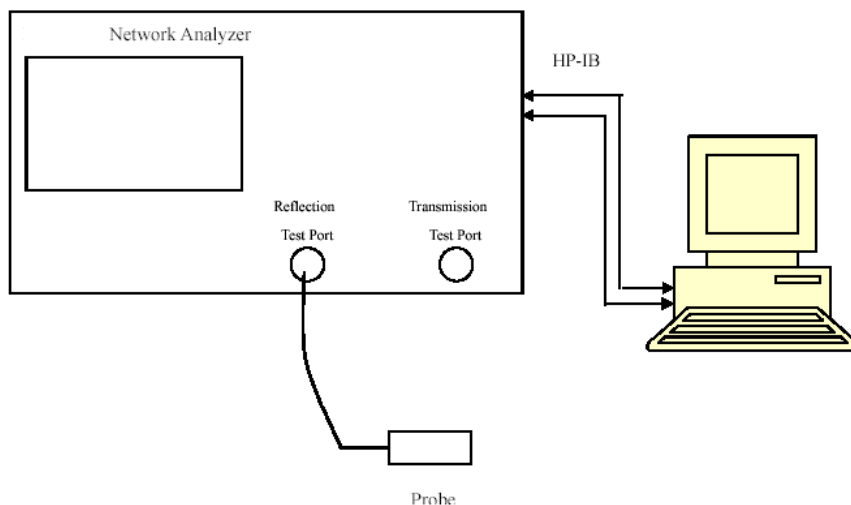 Network Analyzer
HP-IB
Reflection
Test Port
Transmission
Test Port
Probe